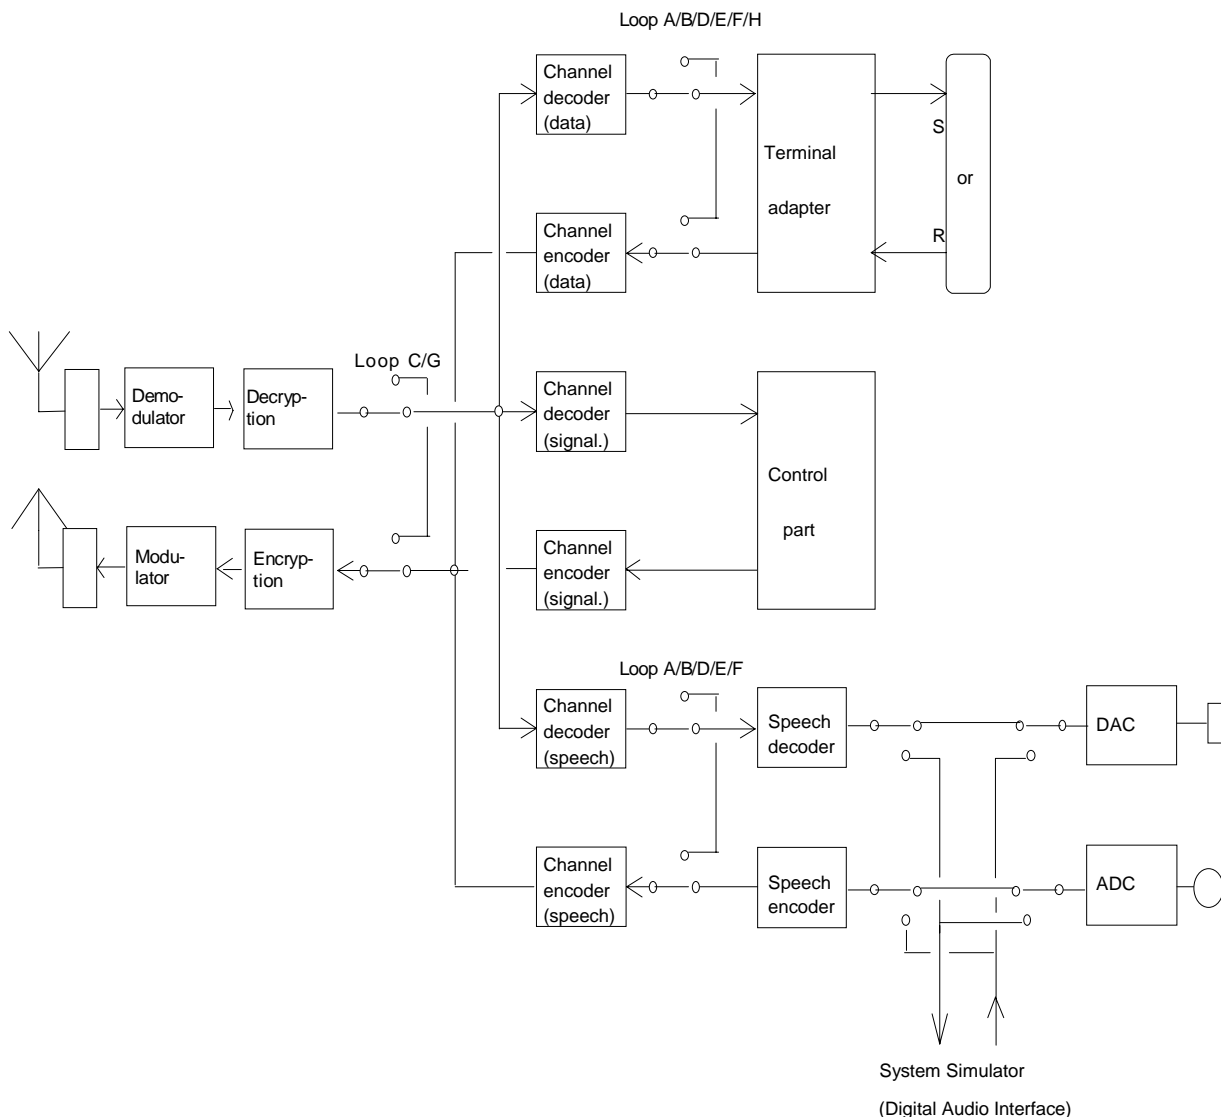 Loop A/B/D/E/F/H
Channel
decoder
(data)
Terminal
adapter
S
or
R
Channel
encoder
(data)
Loop C/G
Demo-
dulator
Decryp-
tion
Channel
decoder
(signal.)
Control
part
Modu-
lator
Encryp-
tion
Channel
encoder
(signal.)
Loop A/B/D/E/F
Channel
decoder
(speech)
Speech
decoder
DAC
Channel
encoder
(speech)
Speech
encoder
ADC
System Simulator
(Digital Audio Interface)